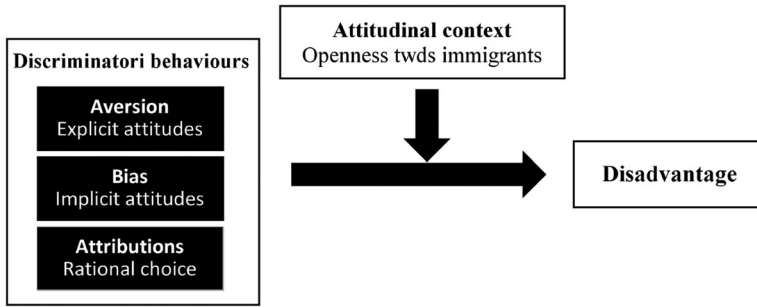 Discriminatori behaviours
Aversion
Explicit attitudes
Bias
Implicit attitudes
Attributions
Rational choice
Attitudinal context
Openness twds immigrants
Disadvantage